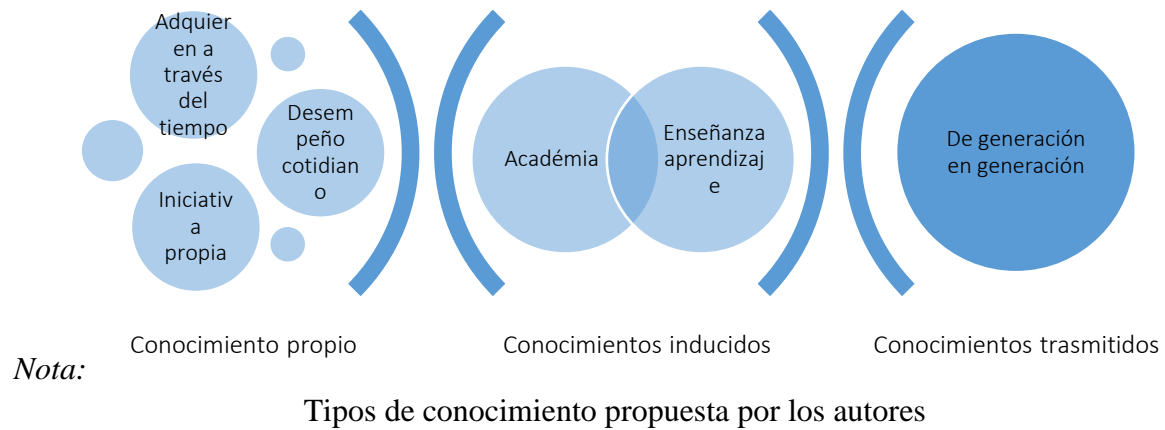 Adquier
en a
través
del
tiempo
Desem
peño
cotidian
o
Iniciativ
a
propia
Académia
Enseñanza
aprendizaj
e
De generación
en generación
Conocimiento propio
Conocimientos inducidos
Conocimientos trasmitidos
Nota:
Tipos de conocimiento propuesta por los autores